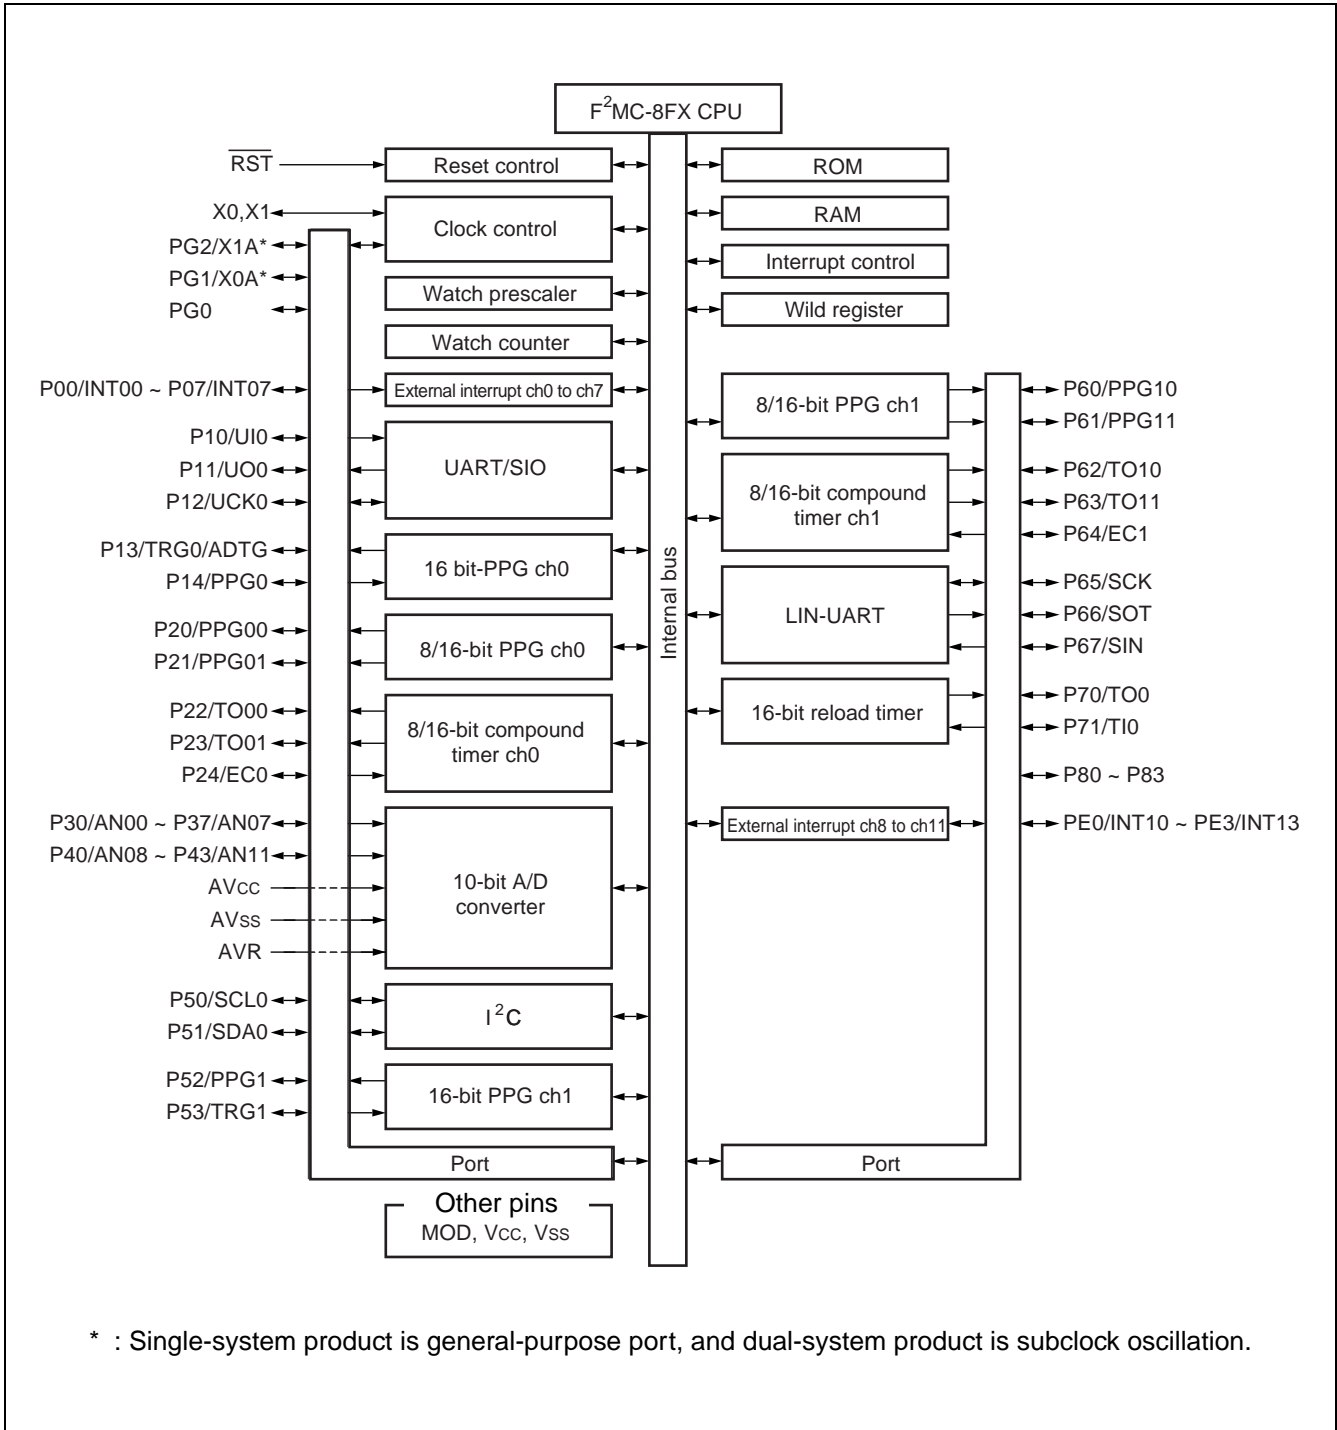 F²MC-8FX CPU
RST
Reset control
ROM
X0,X1
Clock control
RAM
PG2/X1A*
PG1/X0A*
Interrupt control
PG0
Watch prescaler
Wild register
Watch counter
P00/INT00 ~ P07/INT07
External interrupt ch0 to ch7
8/16-bit PPG ch1
P60/PPG10
P61/PPG11
P10/UI0
P11/UO0
P12/UCK0
UART/SIO
8/16-bit compound
timer ch1
P62/TO10
P63/TO11
P64/EC1
P13/TRG0/ADTG
P14/PPG0
16 bit-PPG ch0
Internal bus
LIN-UART
P65/SCK
P66/SOT
P67/SIN
P20/PPG00
P21/PPG01
8/16-bit PPG ch0
P22/TO00
P23/TO01
P24/EC0
8/16-bit compound
timer ch0
16-bit reload timer
P70/TO0
P71/TI0
P80 ~ P83
P30/AN00 ~ P37/AN07
P40/AN08 ~ P43/AN11
AVcc
AVss
AVR
10-bit A/D
converter
External interrupt ch8 to ch11
PE0/INT10 ~ PE3/INT13
P50/SCL0
P51/SDA0
I²C
P52/PPG1
P53/TRG1
16-bit PPG ch1
Port
Port
Other pins
MOD, Vcc, Vss
* : Single-system product is general-purpose port, and dual-system product is subclock oscillation.